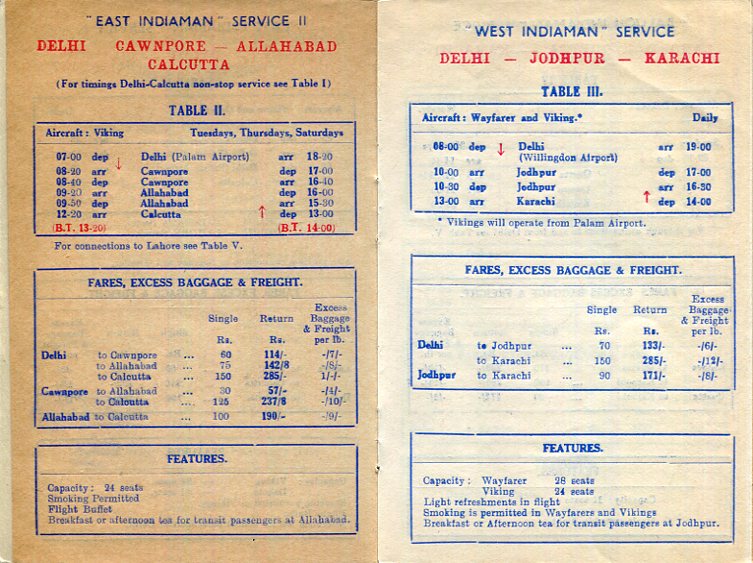 "EAST INDIAMAN" SERVICE II
DELHI CAWNPORE — ALLAHABAD
CALCUTTA
(For timings Delhi-Calcutta non-stop service see Table I)
TABLE II.
Aircraft: Viking Tuesdays, Thursdays, Saturdays
07-00 dep ↓ Delhi (Palam Airport) arr 18-20
08-20 arr Cawnpore dep 17-00
08-40 dep Cawnpore arr 16-40
09-20 arr Allahabad dep 16-00
09-50 dep Allahabad arr 15-30
12-20 arr Calcutta ↑ dep 13-00
(B.T. 13-20) (B.T. 14-00)
For connections to Lahore see Table V.
FARES, EXCESS BAGGAGE & FREIGHT.
Single Return Excess Baggage & Freight per lb.
Rs. Rs.
Delhi to Cawnpore ... 60 114/- -/7/-
to Allahabad ... 75 142/8 -/8/-
to Calcutta ... 150 285/- 1/-/-
Cawnpore to Allahabad ... 30 57/- -/4/-
to Calcutta ... 125 237/8 -/10/-
Allahabad to Calcutta ... 100 190/- -/9/-
FEATURES.
Capacity: 24 seats
Smoking Permitted
Flight Buffet
Breakfast or afternoon tea for transit passengers at Allahabad.
"WEST INDIAMAN" SERVICE
DELHI — JODHPUR — KARACHI
TABLE III.
Aircraft: Wayfarer and Viking.* Daily
08-00 dep ↓ Delhi arr 19-00
(Willingdon Airport)
10-00 arr Jodhpur dep 17-00
10-30 dep Jodhpur arr 16-30
13-00 arr Karachi ↑ dep 14-00
* Vikings will operate from Palam Airport.
FARES, EXCESS BAGGAGE & FREIGHT.
Single Return Excess Baggage & Freight per lb.
Rs. Rs.
Delhi to Jodhpur ... 70 133/- -/6/-
to Karachi ... 150 285/- -/12/-
Jodhpur to Karachi ... 90 171/- -/8/-
FEATURES.
Capacity: Wayfarer 28 seats
Viking 24 seats
Light refreshments in flight
Smoking is permitted in Wayfarers and Vikings
Breakfast or Afternoon tea for transit passengers at Jodhpur.